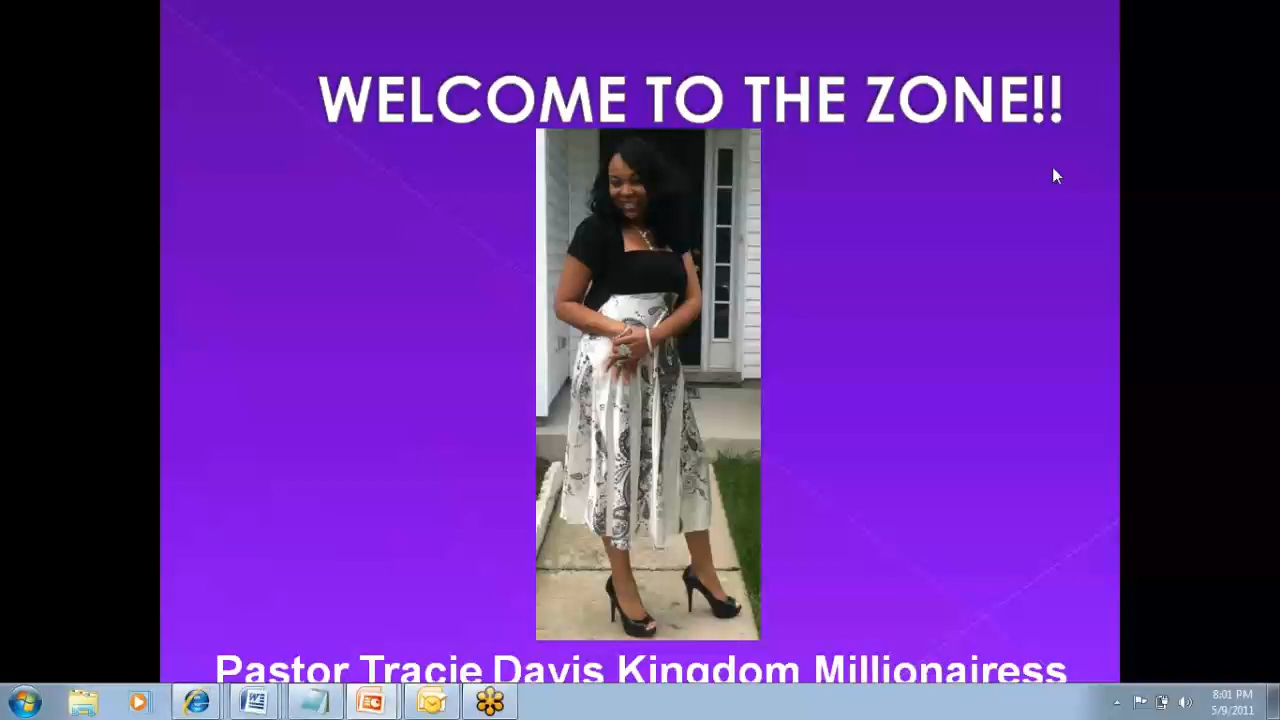 WELCOME TO THE ZONE!!
Pastor Tracie Davis Kingdom Millionairess
8:01 PM
5/9/2011